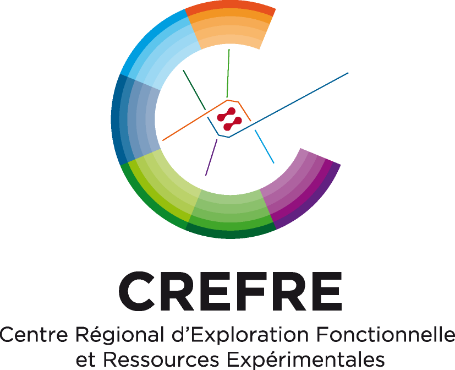 CREFRE
Centre Régional d'Exploration Fonctionnelle
et Ressources Expérimentales